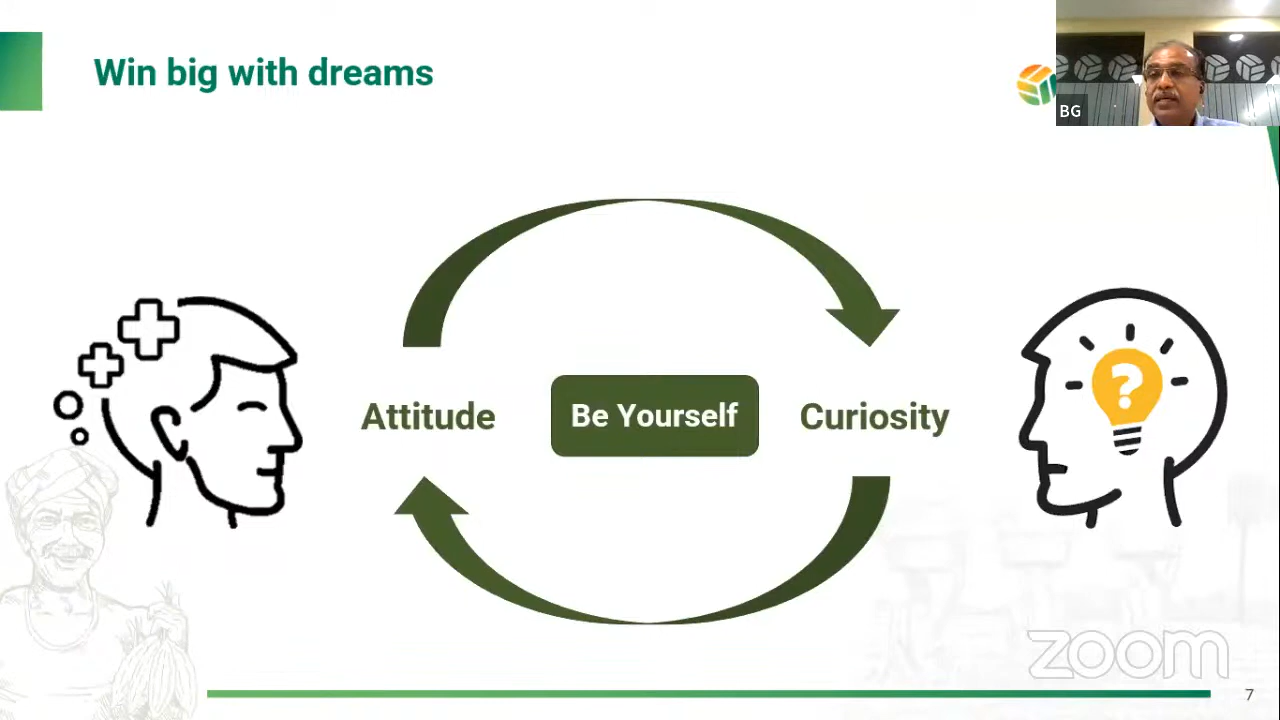 Win big with dreams
BG
Attitude
Be Yourself
Curiosity
?
zoom
7